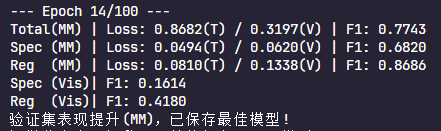 --- Epoch 14/100 ---
Total(MM) | Loss: 0.8682(T) / 0.3197(V) | F1: 0.7743
Spec (MM) | Loss: 0.0494(T) / 0.0620(V) | F1: 0.6820
Reg  (MM) | Loss: 0.0810(T) / 0.1338(V) | F1: 0.8686
Spec (Vis)| F1: 0.1614
Reg  (Vis)| F1: 0.4180
验证集表现提升(MM)，已保存最佳模型！